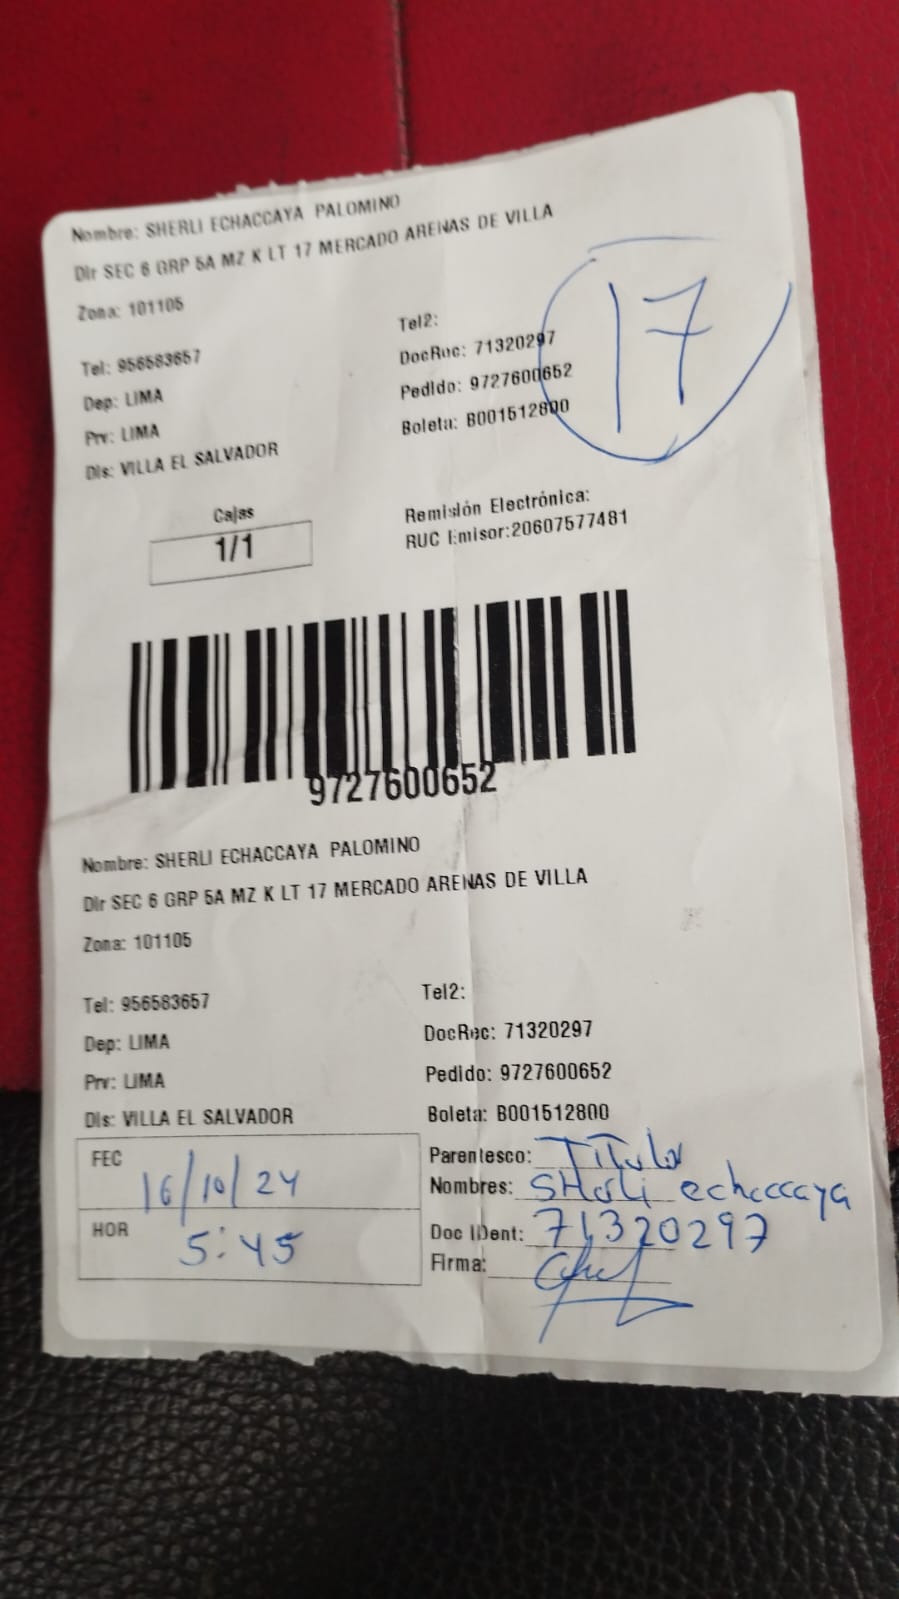 Nombre: SHERLI ECHACCAYA PALOMINO
Dir SEC 6 GRP 5A MZ K LT 17 MERCADO ARENAS DE VILLA
Zona: 101105
17
Tel: 956583657
Tel2:
Dep: LIMA
DocRec: 71320297
Prv: LIMA
Pedido: 9727600652
Dis: VILLA EL SALVADOR
Boleta: B001512800
Cajas
1/1
Remisión Electrónica:
RUC Emisor:20607577481
9727600652
Nombre: SHERLI ECHACCAYA PALOMINO
Dir SEC 6 GRP 5A MZ K LT 17 MERCADO ARENAS DE VILLA
Zona: 101105
Tel: 956583657
Tel2:
Dep: LIMA
DocRec: 71320297
Prv: LIMA
Pedido: 9727600652
Dis: VILLA EL SALVADOR
Boleta: B001512800
FEC 16/10/24
HOR 5:45
Parentesco: Titular
Nombres: SHerli echaccaya
Doc IDent: 71320297
Firma: